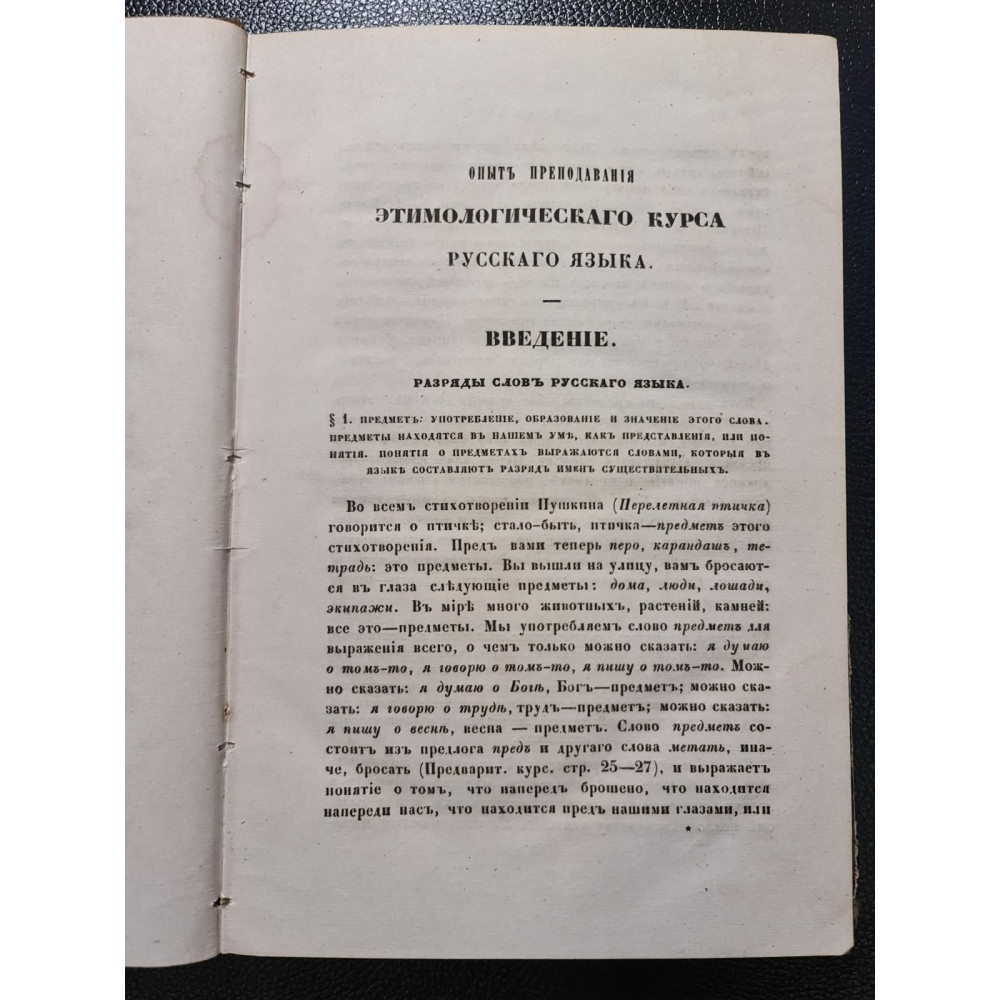 ОПЫТЪ ПРЕПОДАВАНІЯ
ЭТИМОЛОГИЧЕСКАГО КУРСА
РУССКАГО ЯЗЫКА.
—
ВВЕДЕНІЕ.
РАЗРЯДЫ СЛОВЪ РУССКАГО ЯЗЫКА.
§ 1. ПРЕДМЕТЪ: УПОТРЕБЛЕНІЕ, ОБРАЗОВАНІЕ И ЗНАЧЕНІЕ ЭТОГО СЛОВА.
ПРЕДМЕТЫ НАХОДЯТСЯ ВЪ НАШЕМЪ УМѢ, КАКЪ ПРЕДСТАВЛЕНІЯ, ИЛИ ПО-
НЯТІЯ. ПОНЯТІЯ О ПРЕДМЕТАХЪ ВЫРАЖАЮТСЯ СЛОВАМИ, КОТОРЫЯ ВЪ
ЯЗЫКѢ СОСТАВЛЯЮТЪ РАЗРЯДЪ ИМЕНЪ СУЩЕСТВИТЕЛЬНЫХЪ.
Во всемъ стихотвореніи Пушкина (Перелетная птичка)
говорится о птичкѣ; стало-быть, птичка—предметъ этого
стихотворенія. Предъ вами теперь перо, карандашъ, те-
традь: это предметы. Вы вышли на улицу, вамъ бросают-
ся въ глаза слѣдующіе предметы: дома, люди, лошади,
экипажи. Въ мірѣ много животныхъ, растеній, камней:
все это—предметы. Мы употребляемъ слово предметъ для
выраженія всего, о чемъ только можно сказать: я думаю
о томъ-то, я говорю о томъ-то, я пишу о томъ-то. Мож-
но сказать: я думаю о Богѣ, Богъ—предметъ; можно ска-
зать: я говорю о трудѣ, трудъ—предметъ; можно сказать:
я пишу о веснѣ, весна — предметъ. Слово предметъ со-
стоитъ изъ предлога предъ и другаго слова метать, ина-
че, бросать (Предварит. курс. стр. 25—27), и выражаетъ
понятіе о томъ, что напередъ брошено, что находится
напереди насъ, что находится предъ нашими глазами, или
*